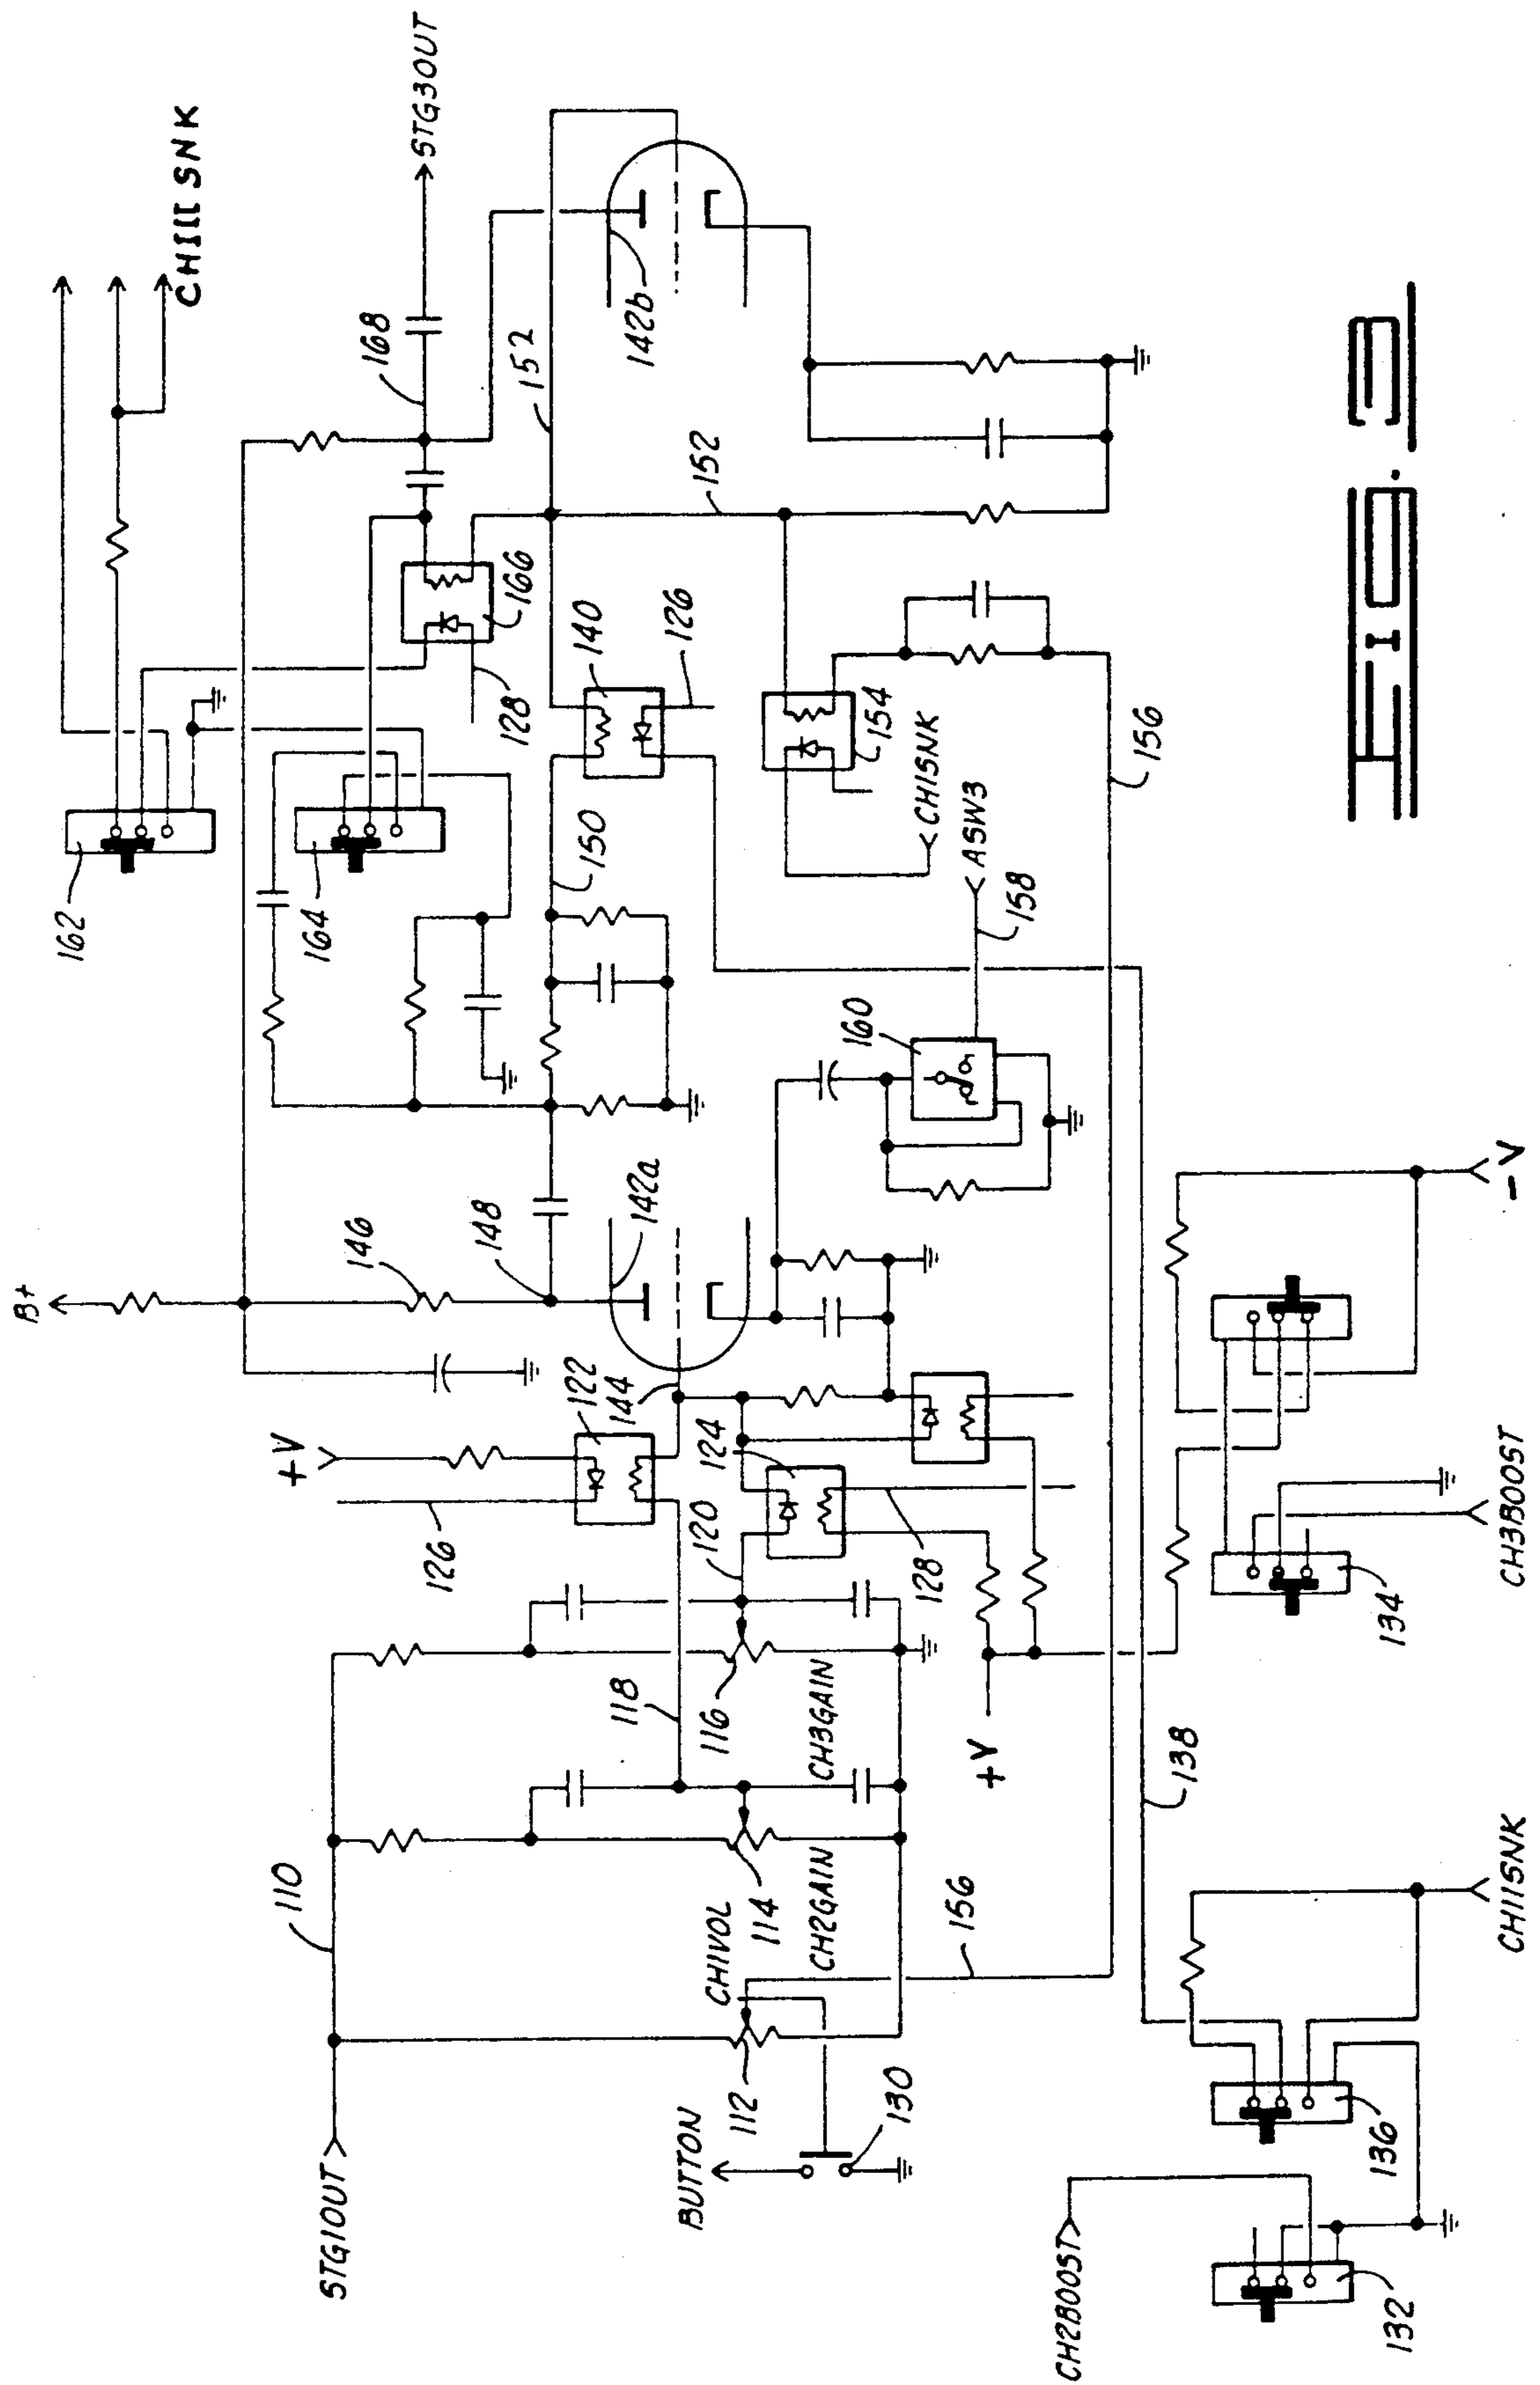 B+
162
CHIII SNK
110
+V
STG1OUT
164
146
168
STG3OUT
126
148
128
166
152
122
150
144
140
118
142a
142b
BUTTON
120
124
126
152
CH1VOL
116
112
114
CH2GAIN
CH3GAIN
160
154
130
128
CH1SNK
156
+V
ASW3
158
CH2BOOST
156
138
132
136
134
CH11SNK
CH3BOOST
-V
FIG. 3